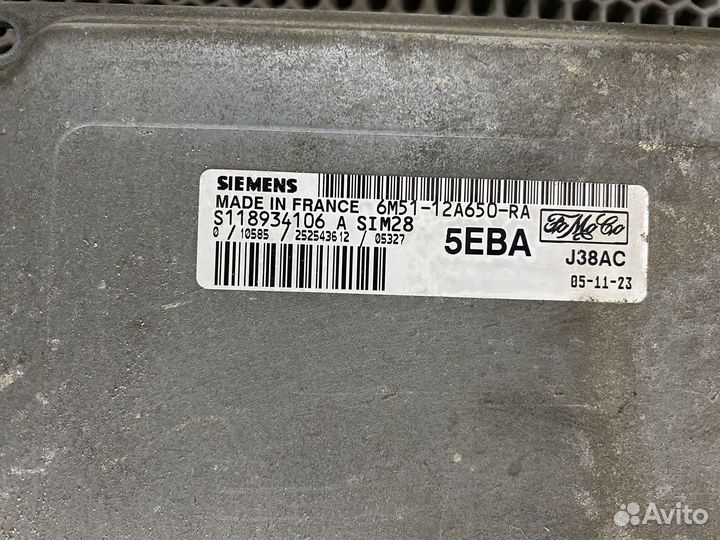 SIEMENS
MADE IN FRANCE 6M51-12A650-RA
S118934106 A SIM28
0 / 10585 / 252543612 / 05327
5EBA
FoMoCo
J38AC
05-11-23
Avito